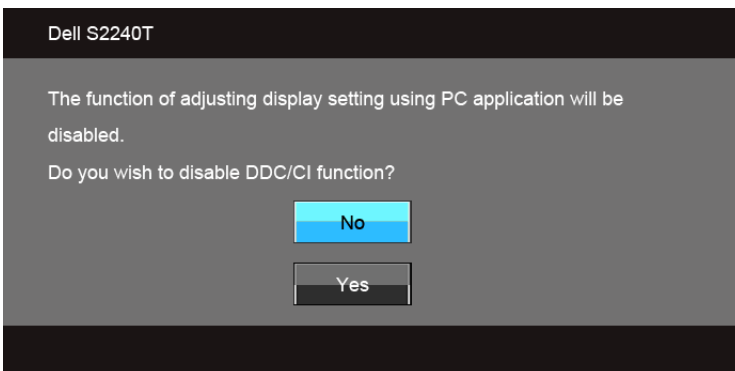 Dell S2240T
The function of adjusting display setting using PC application will be
disabled.
Do you wish to disable DDC/CI function?
No
Yes